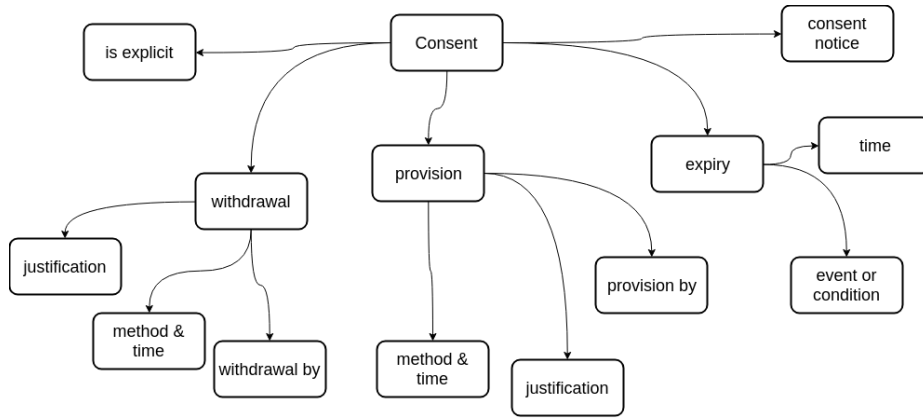 consent
notice
Consent
is explicit
time
expiry
provision
withdrawal
justification
event or
condition
provision by
method &
time
withdrawal by
method &
time
justification